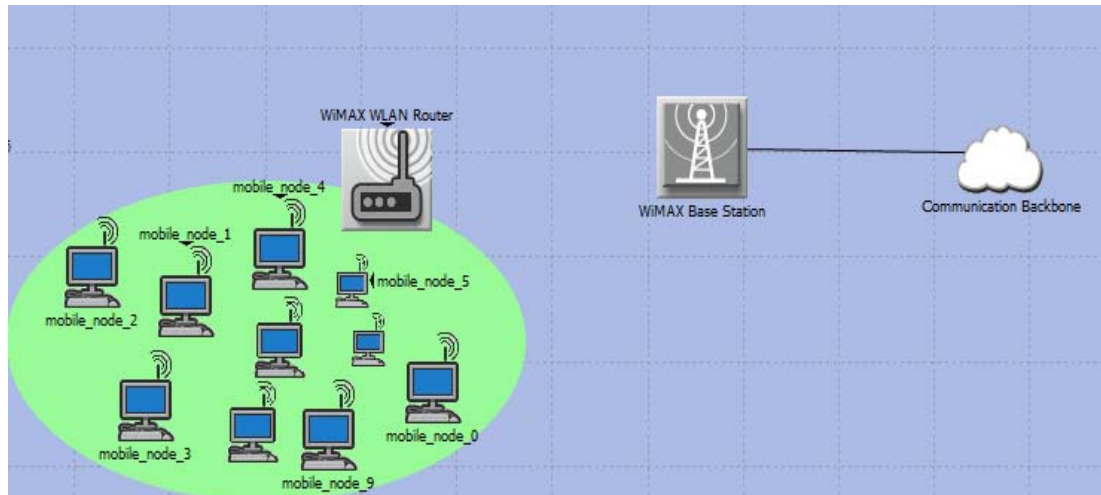 WiMAX WLAN Router
mobile_node_4
mobile_node_1
WiMAX Base Station
Communication Backbone
mobile_node_5
mobile_node_2
mobile_node_0
mobile_node_3
mobile_node_9